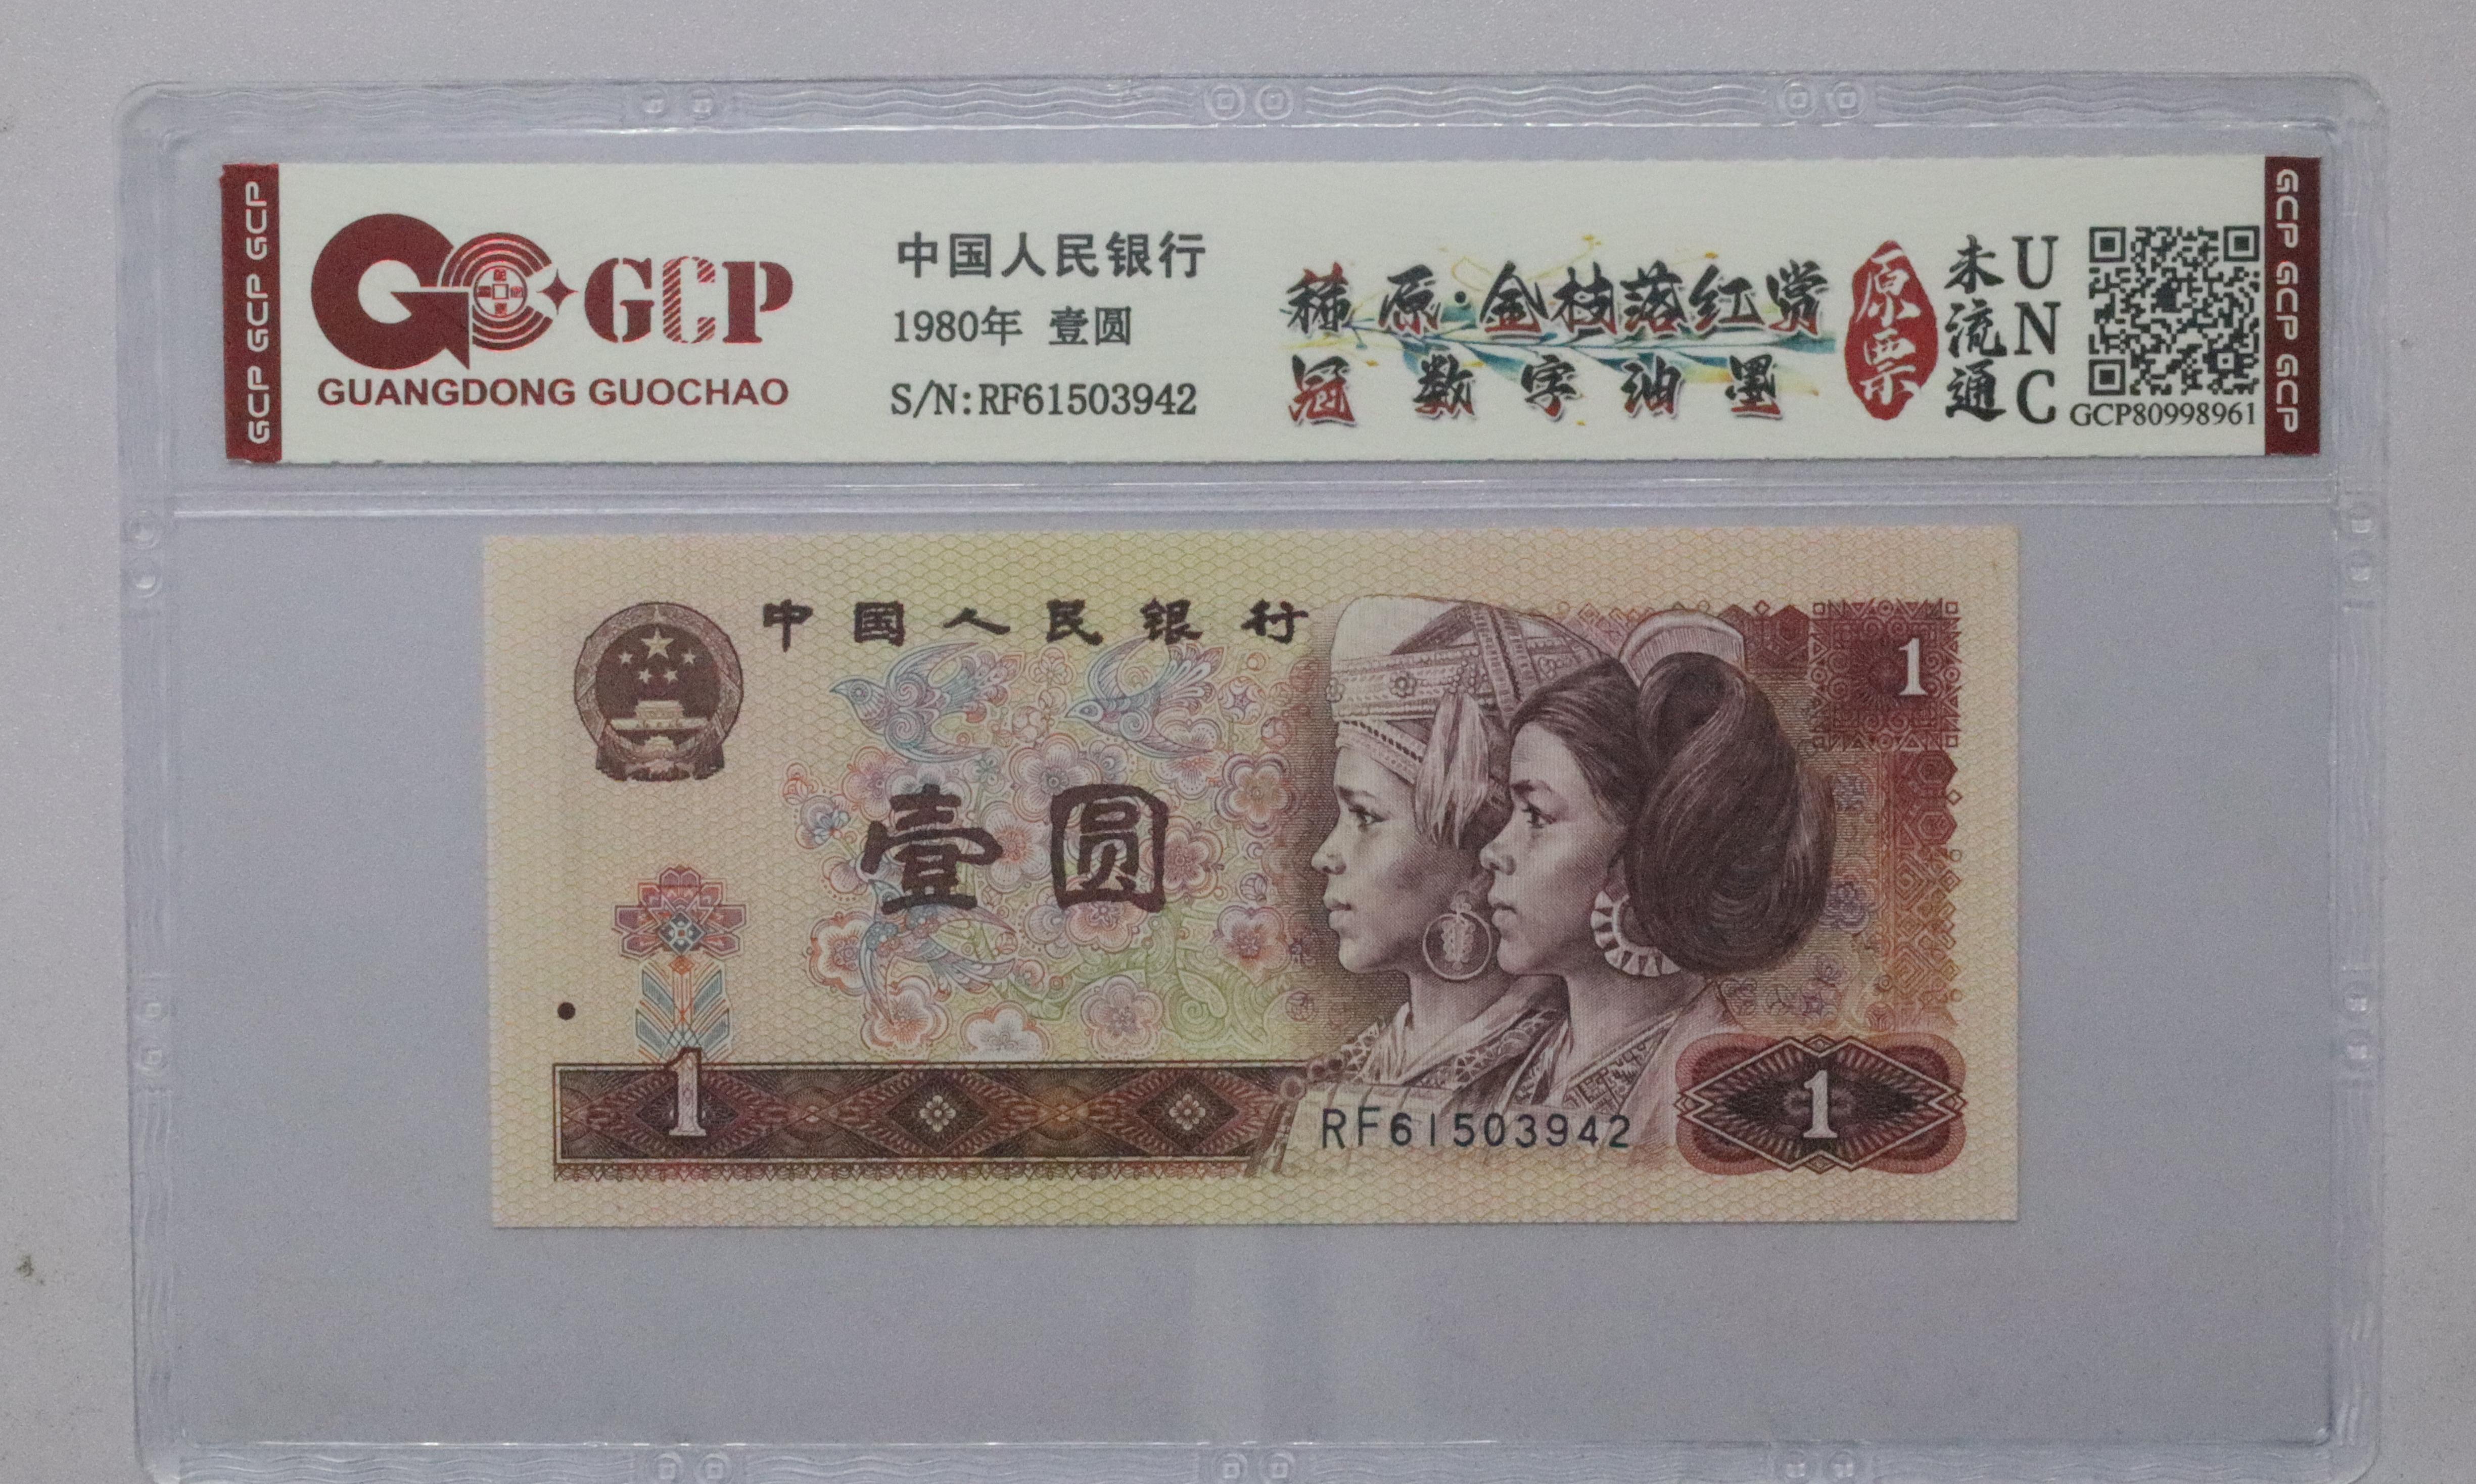 GCP GCP GCP
GCP
GUANGDONG GUOCHAO
中国人民银行
1980年 壹圆
S/N:RF61503942
稀原·金枝落红赏
冠数字油墨
原票
未流通
UNC
GCP80998961
GCP GCP GCP
中国人民银行
1
壹圆
1
RF61503942
1